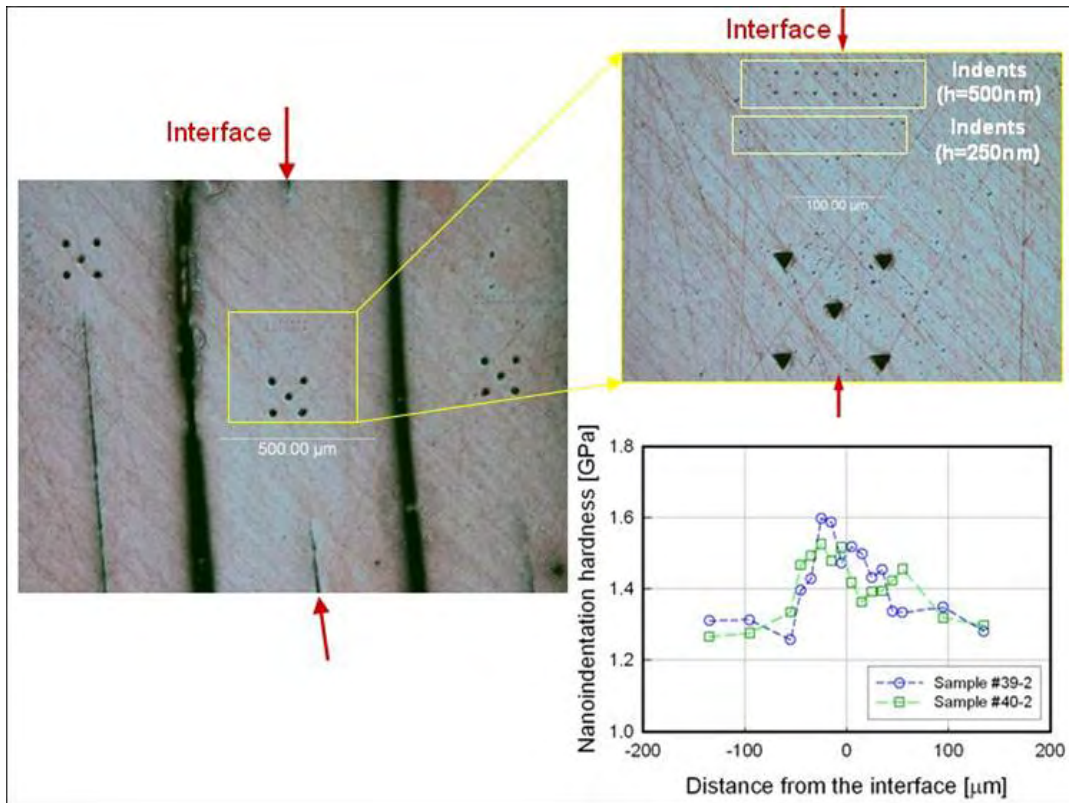 Interface
Interface
Indents
(h=500nm)
Indents
(h=250nm)
100.00 µm
500.00 µm
Nanoindentation hardness [GPa]
1.8
1.6
1.4
1.2
1.0
-200
-100
0
100
200
Sample #39-2
Sample #40-2
Distance from the interface [µm]